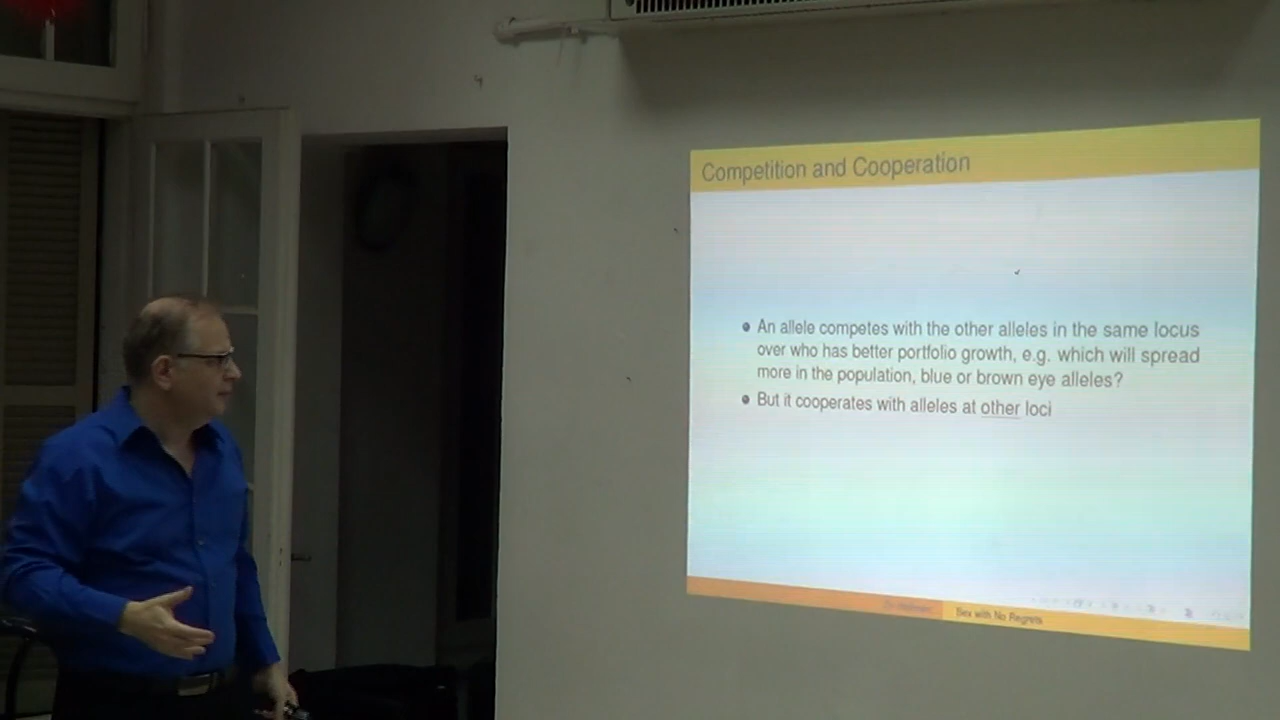 Competition and Cooperation
An allele competes with the other alleles in the same locus
over who has better portfolio growth, e.g. which will spread
more in the population, blue or brown eye alleles?
But it cooperates with alleles at other loci
Sex with No Regrets